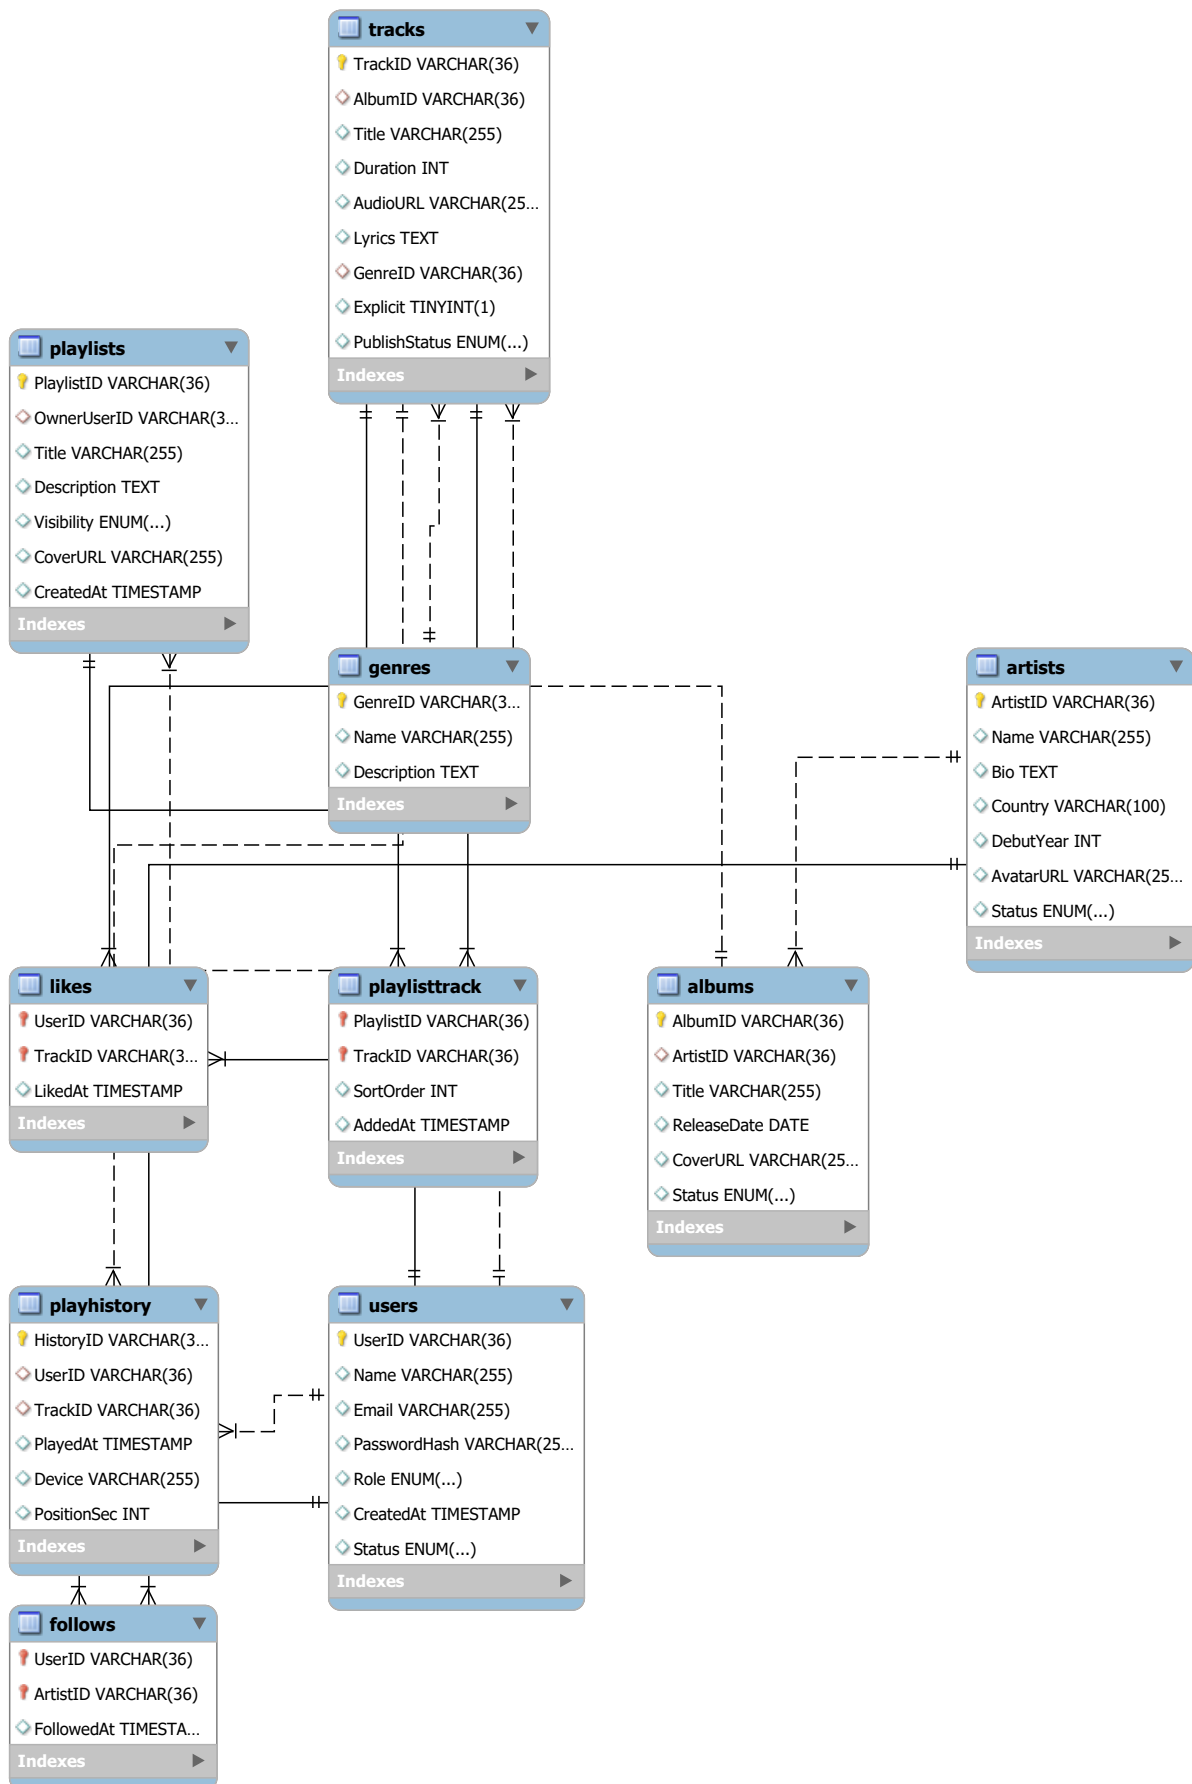 tracks
TrackID VARCHAR(36)
AlbumID VARCHAR(36)
Title VARCHAR(255)
Duration INT
AudioURL VARCHAR(25...
Lyrics TEXT
GenreID VARCHAR(36)
Explicit TINYINT(1)
PublishStatus ENUM(...)
Indexes
playlists
PlaylistID VARCHAR(36)
OwnerUserID VARCHAR(3...
Title VARCHAR(255)
Description TEXT
Visibility ENUM(...)
CoverURL VARCHAR(255)
CreatedAt TIMESTAMP
Indexes
genres
GenreID VARCHAR(3...
Name VARCHAR(255)
Description TEXT
Indexes
artists
ArtistID VARCHAR(36)
Name VARCHAR(255)
Bio TEXT
Country VARCHAR(100)
DebutYear INT
AvatarURL VARCHAR(25...
Status ENUM(...)
Indexes
likes
UserID VARCHAR(36)
TrackID VARCHAR(3...
LikedAt TIMESTAMP
Indexes
playlisttrack
PlaylistID VARCHAR(36)
TrackID VARCHAR(36)
SortOrder INT
AddedAt TIMESTAMP
Indexes
albums
AlbumID VARCHAR(36)
ArtistID VARCHAR(36)
Title VARCHAR(255)
ReleaseDate DATE
CoverURL VARCHAR(25...
Status ENUM(...)
Indexes
playhistory
HistoryID VARCHAR(3...
UserID VARCHAR(36)
TrackID VARCHAR(36)
PlayedAt TIMESTAMP
Device VARCHAR(255)
PositionSec INT
Indexes
users
UserID VARCHAR(36)
Name VARCHAR(255)
Email VARCHAR(255)
PasswordHash VARCHAR(25...
Role ENUM(...)
CreatedAt TIMESTAMP
Status ENUM(...)
Indexes
follows
UserID VARCHAR(36)
ArtistID VARCHAR(36)
FollowedAt TIMESTA...
Indexes